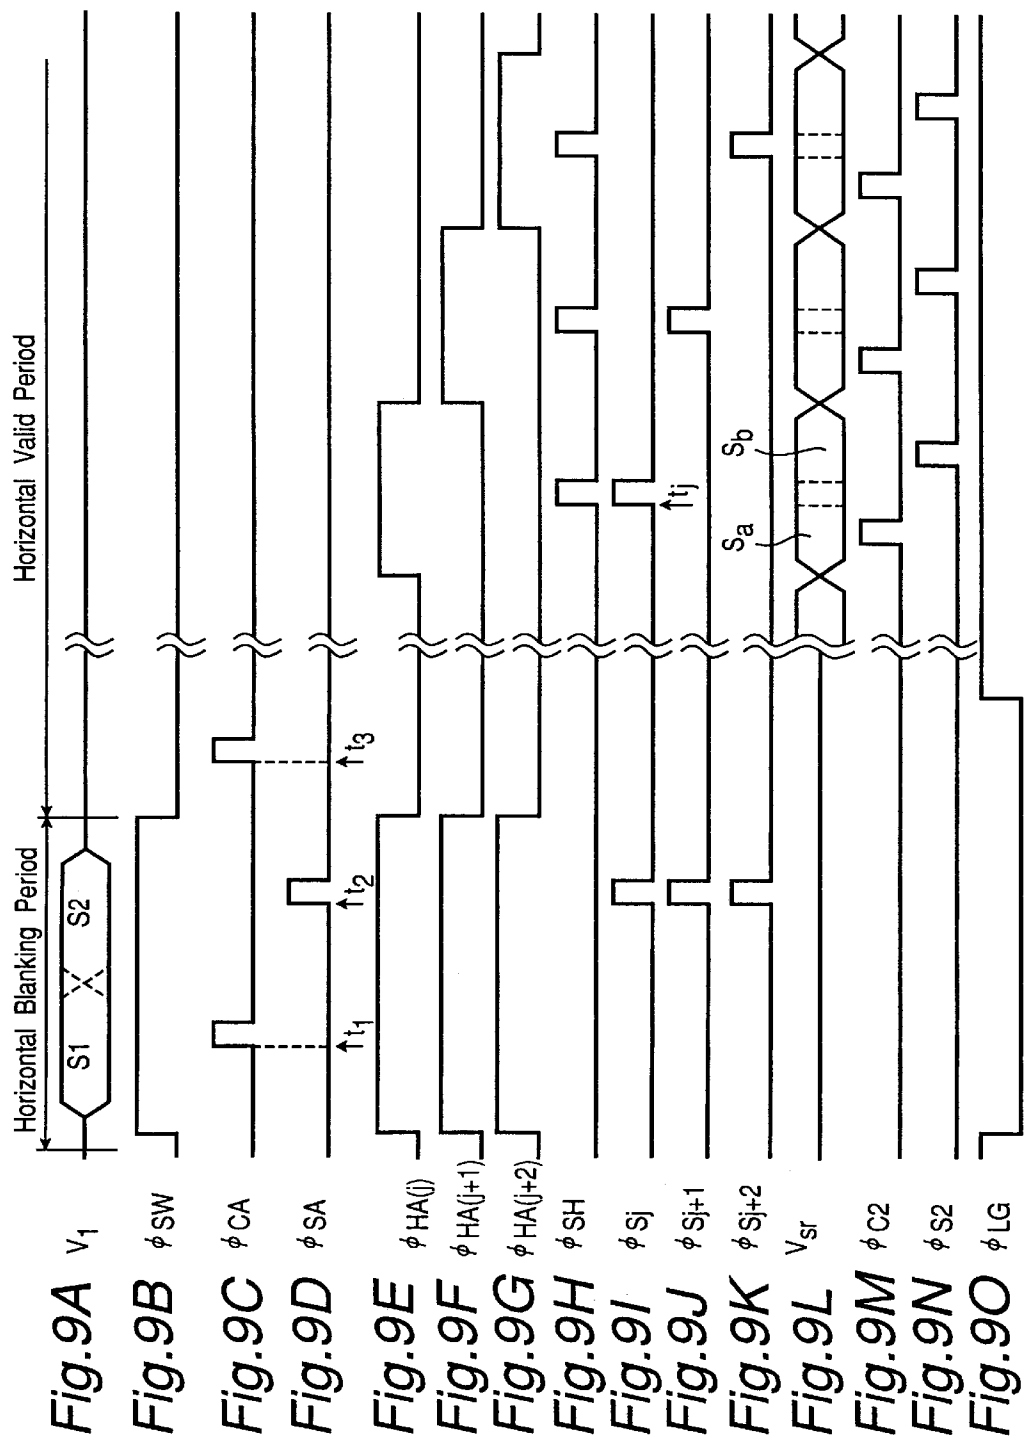 Horizontal Blanking Period
Horizontal Valid Period
Fig.9A V1
S1 S2
Fig.9B ϕSW
Fig.9C ϕCA
Fig.9D ϕSA
t1 t2 t3
Fig.9E ϕHA(j)
Fig.9F ϕHA(j+1)
Fig.9G ϕHA(j+2)
Fig.9H ϕSH
Fig.9I ϕSj
tj
Fig.9J ϕSj+1
Fig.9K ϕSj+2
Sa Sb
Fig.9L Vsr
Fig.9M ϕC2
Fig.9N ϕS2
Fig.9O ϕLG